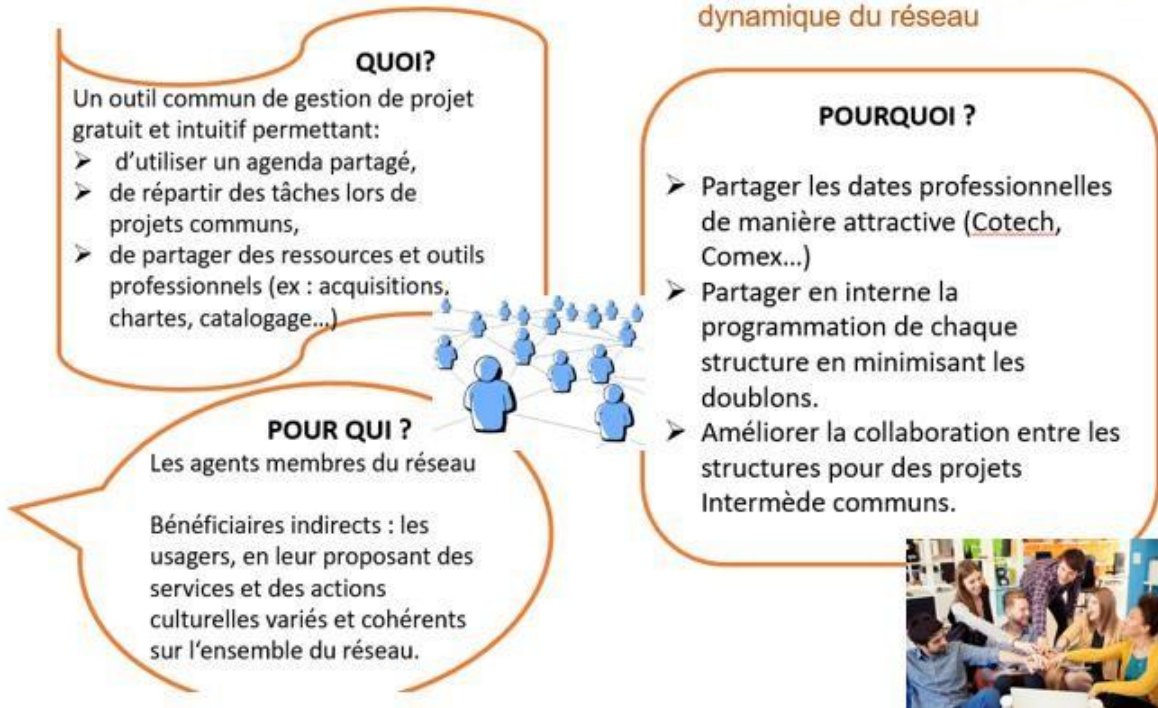 dynamique du réseau
QUOI?
Un outil commun de gestion de projet
gratuit et intuitif permettant:
➢ d'utiliser un agenda partagé,
➢ de répartir des tâches lors de
projets communs,
➢ de partager des ressources et outils
professionnels (ex : acquisitions,
chartes, catalogage...)
POUR QUI ?
Les agents membres du réseau
Bénéficiaires indirects : les
usagers, en leur proposant des
services et des actions
culturelles variés et cohérents
sur l'ensemble du réseau.
POURQUOI ?
➢ Partager les dates professionnelles
de manière attractive (Cotech,
Comex...)
➢ Partager en interne la
programmation de chaque
structure en minimisant les
doublons.
➢ Améliorer la collaboration entre les
structures pour des projets
Intermède communs.